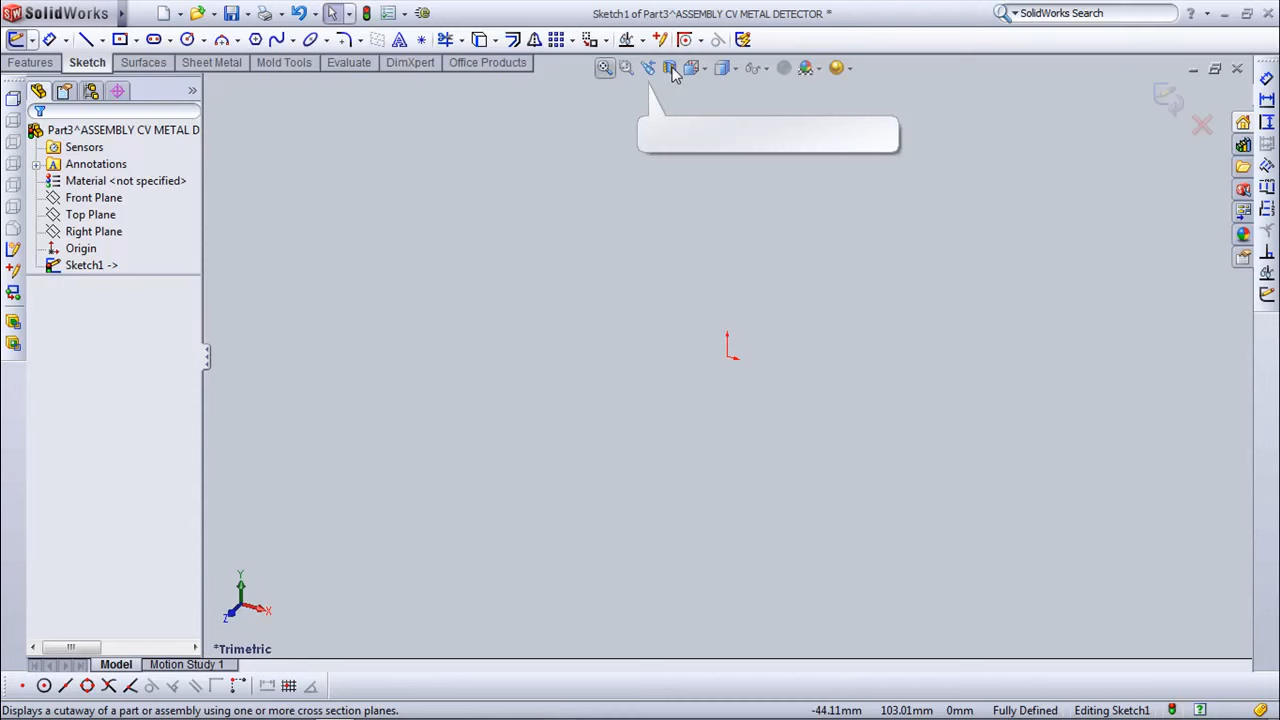 SolidWorks
Sketch1 of Part3^ASSEMBLY CV METAL DETECTOR *
SolidWorks Search
Features
Sketch
Surfaces
Sheet Metal
Mold Tools
Evaluate
DimXpert
Office Products
Part3^ASSEMBLY CV METAL D
Sensors
Annotations
Material <not specified>
Front Plane
Top Plane
Right Plane
Origin
Sketch1 ->
Y
X
Z
*Trimetric
Model
Motion Study 1
Displays a cutaway of a part or assembly using one or more cross section planes.
-44.11mm
103.01mm
0mm
Fully Defined
Editing Sketch1